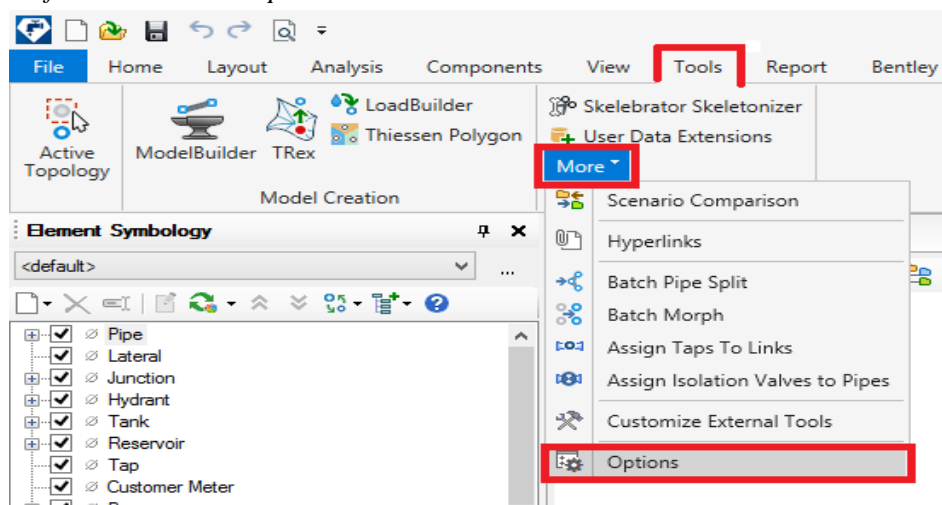 File Home Layout Analysis Components View Tools Report Bentley
LoadBuilder
Thiessen Polygon
Active
Topology
ModelBuilder
TRex
Model Creation
Skelebrator Skeletonizer
User Data Extensions
More
Scenario Comparison
Hyperlinks
Batch Pipe Split
Batch Morph
Assign Taps To Links
Assign Isolation Valves to Pipes
Customize External Tools
Options
Element Symbology
<default>
...
Pipe
Lateral
Junction
Hydrant
Tank
Reservoir
Tap
Customer Meter